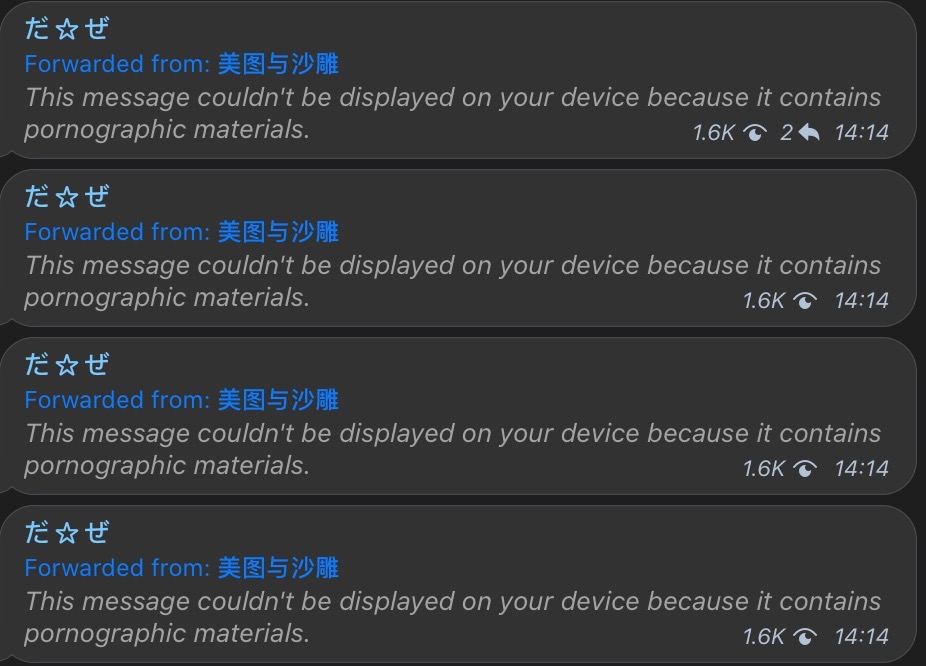 だ☆ぜ
Forwarded from: 美图与沙雕
This message couldn't be displayed on your device because it contains
pornographic materials.
1.6K 2 14:14
だ☆ぜ
Forwarded from: 美图与沙雕
This message couldn't be displayed on your device because it contains
pornographic materials.
1.6K 14:14
だ☆ぜ
Forwarded from: 美图与沙雕
This message couldn't be displayed on your device because it contains
pornographic materials.
1.6K 14:14
だ☆ぜ
Forwarded from: 美图与沙雕
This message couldn't be displayed on your device because it contains
pornographic materials.
1.6K 14:14